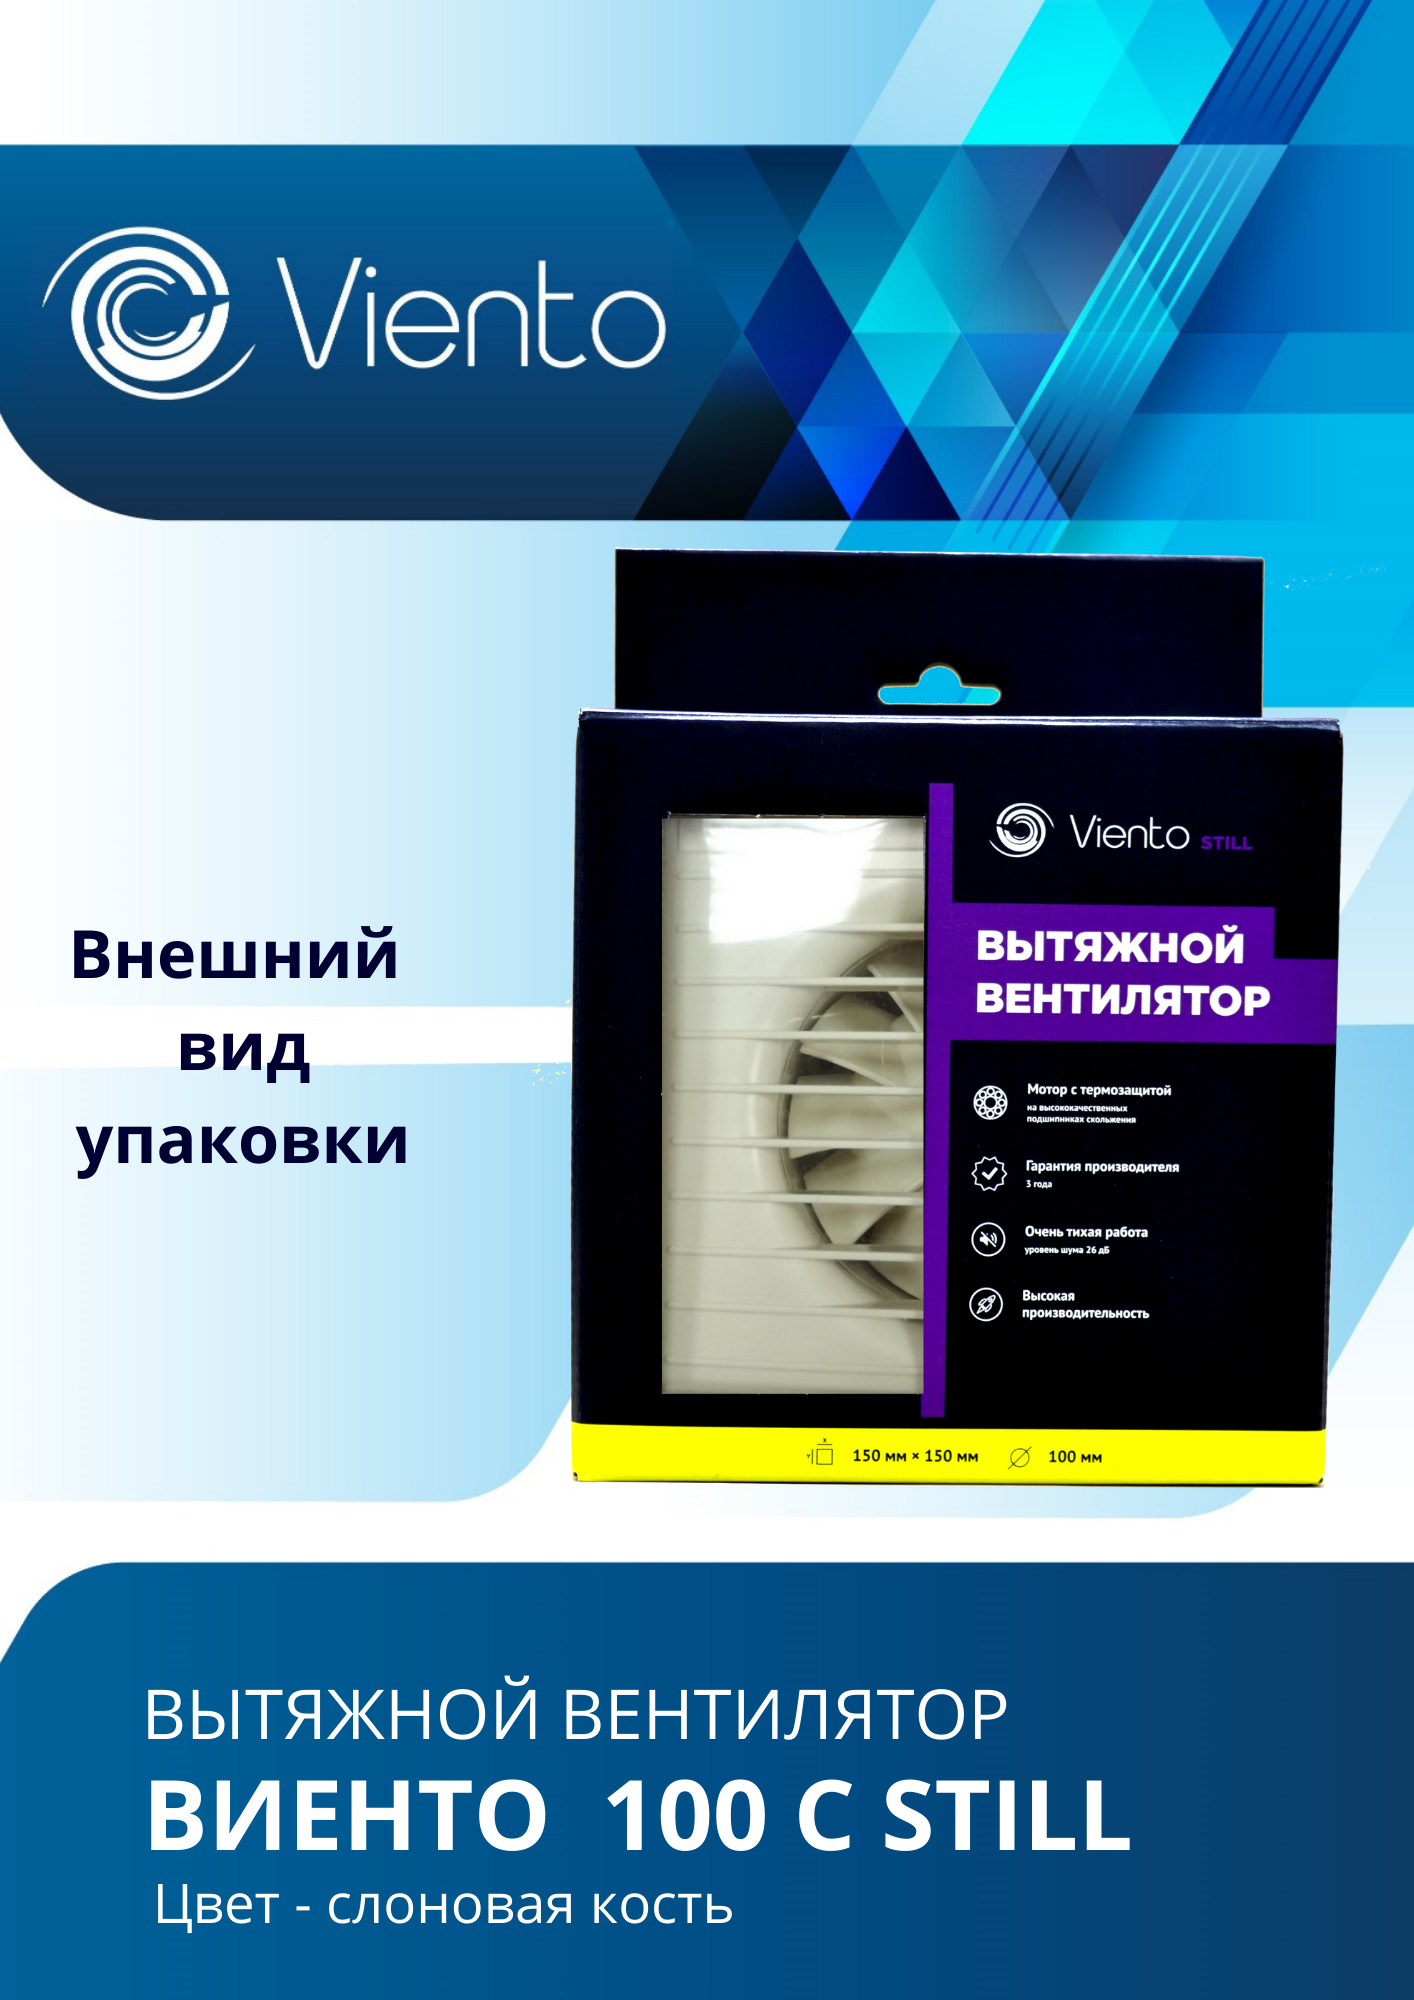 Viento
Внешний
вид
упаковки
Viento STILL
ВЫТЯЖНОЙ
ВЕНТИЛЯТОР
Мотор с термозащитой
на высококачественных
подшипниках скольжения
Гарантия производителя
3 года
Очень тихая работа
уровень шума 26 дБ
Высокая
производительность
X
Y
150 мм × 150 мм
100 мм
ВЫТЯЖНОЙ ВЕНТИЛЯТОР
ВИЕНТО 100 С STILL
Цвет - слоновая кость